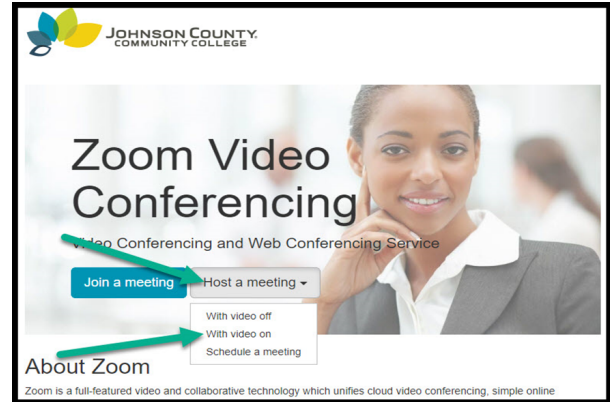 JOHNSON COUNTY
COMMUNITY COLLEGE
Zoom Video
Conferencing
Video Conferencing and Web Conferencing Service
Join a meeting
Host a meeting
With video off
With video on
Schedule a meeting
About Zoom
Zoom is a full-featured video and collaborative technology which unifies cloud video conferencing, simple online